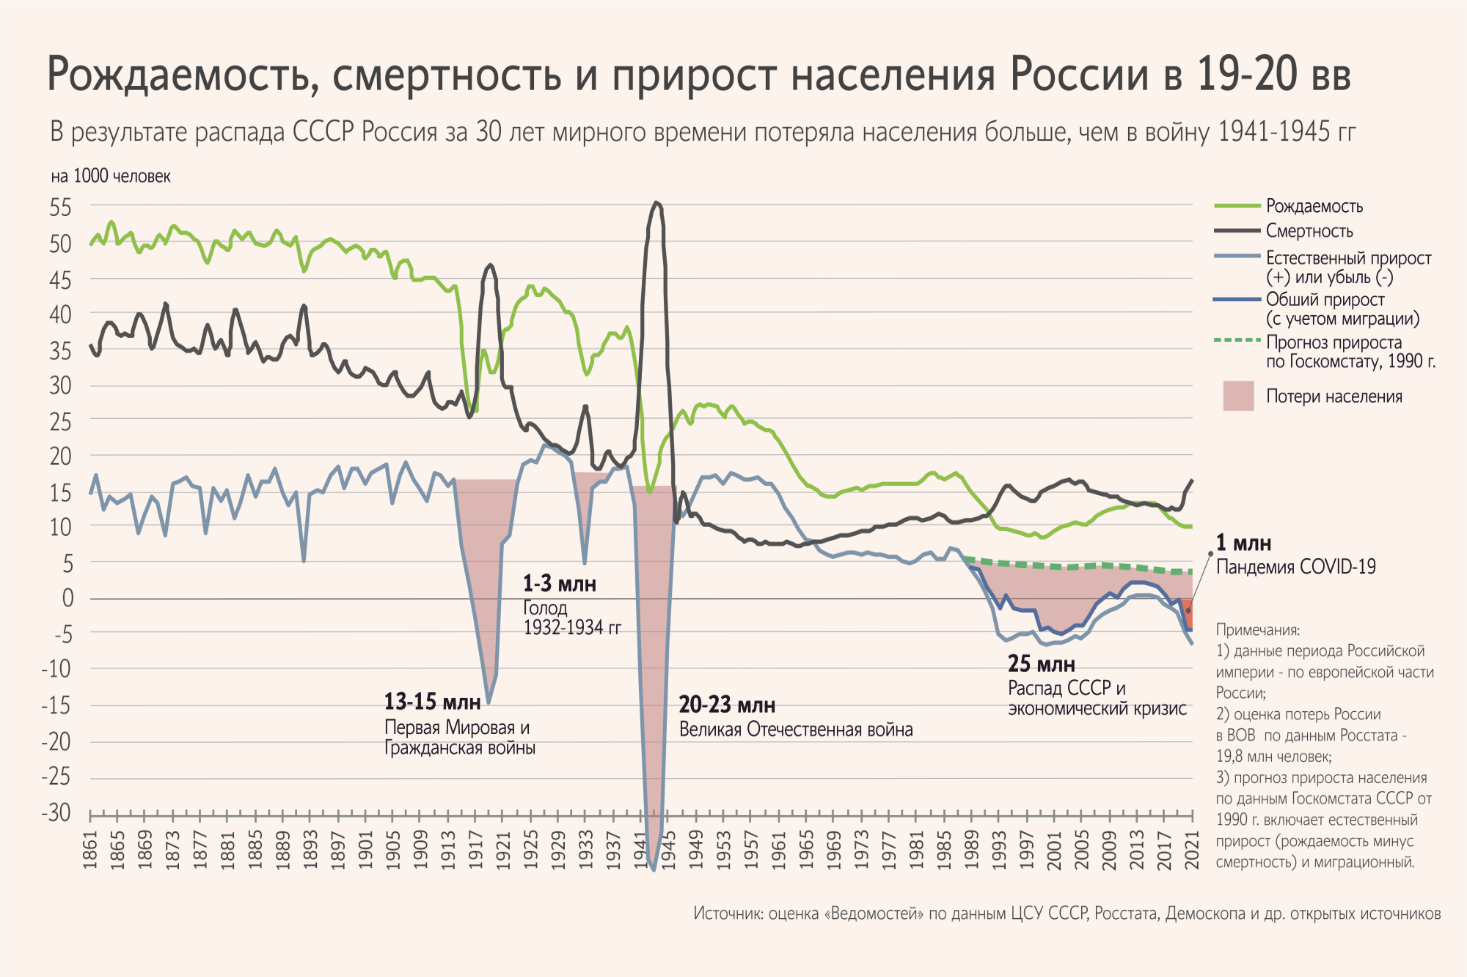 Рождаемость, смертность и прирост населения России в 19-20 вв
В результате распада СССР Россия за 30 лет мирного времени потеряла населения больше, чем в войну 1941-1945 гг
на 1000 человек
55
50
45
40
35
30
25
20
15
10
5
0
-5
-10
-15
-20
-25
-30
1861
1865
1869
1873
1877
1881
1885
1889
1893
1897
1901
1905
1909
1913
1917
1921
1925
1929
1933
1937
1941
1945
1949
1953
1957
1961
1965
1969
1973
1977
1981
1985
1989
1993
1997
2001
2005
2009
2013
2017
2021
Рождаемость
Смертность
Естественный прирост
(+) или убыль (-)
Общий прирост
(с учетом миграции)
Прогноз прироста
по Госкомстату, 1990 г.
Потери населения
13-15 млн
Первая Мировая и
Гражданская войны
1-3 млн
Голод
1932-1934 гг
20-23 млн
Великая Отечественная война
25 млн
Распад СССР и
экономический кризис
1 млн
Пандемия COVID-19
Примечания:
1) данные периода Российской
империи - по европейской части
России;
2) оценка потерь России
в ВОВ по данным Росстата -
19,8 млн человек;
3) прогноз прироста населения
по данным Госкомстата СССР от
1990 г. включает естественный
прирост (рождаемость минус
смертность) и миграционный.
Источник: оценка «Ведомостей» по данным ЦСУ СССР, Росстата, Демоскопа и др. открытых источников